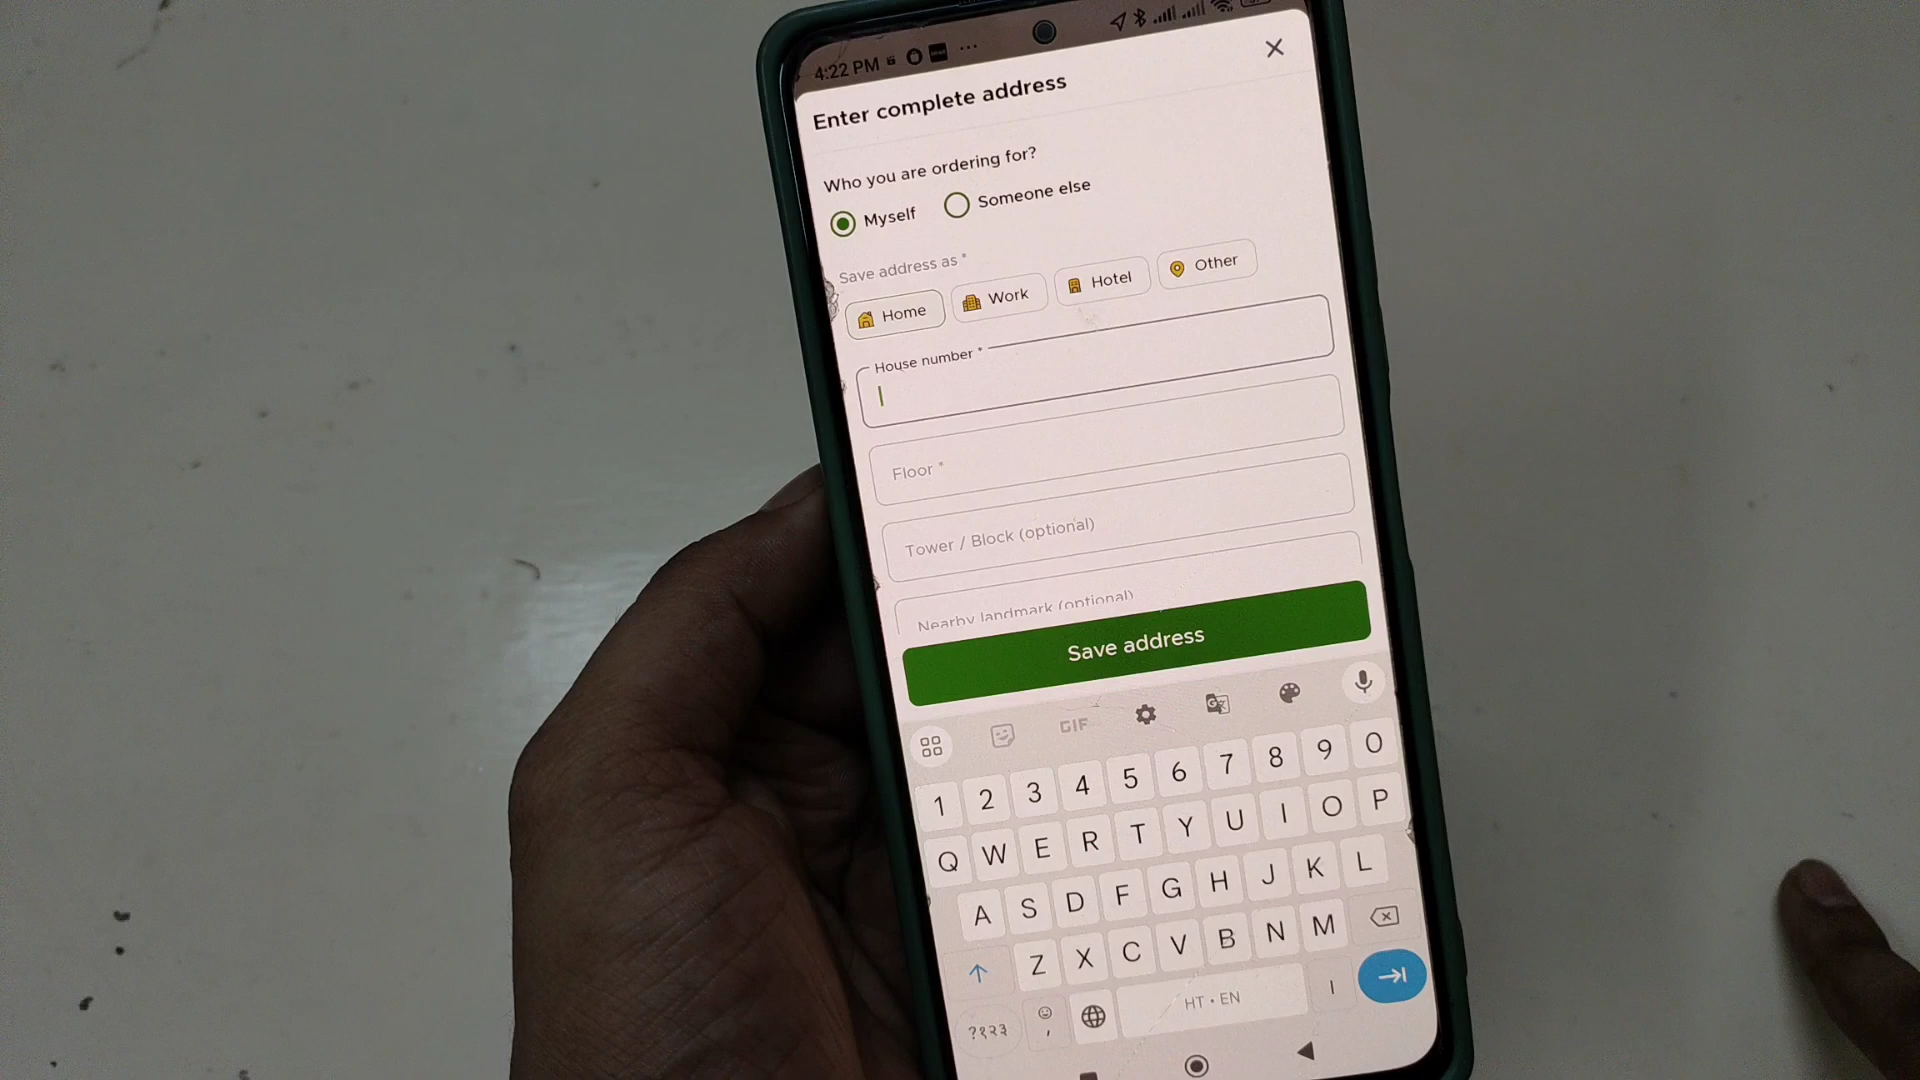 4:22 PM
Enter complete address
Who you are ordering for?
Myself Someone else
Save address as *
Home Work Hotel Other
House number *
Floor *
Tower / Block (optional)
Nearby landmark (optional)
Save address
GIF
1 2 3 4 5 6 7 8 9 0
Q W E R T Y U I O P
A S D F G H J K L
Z X C V B N M
?१२३ , HT • EN ।